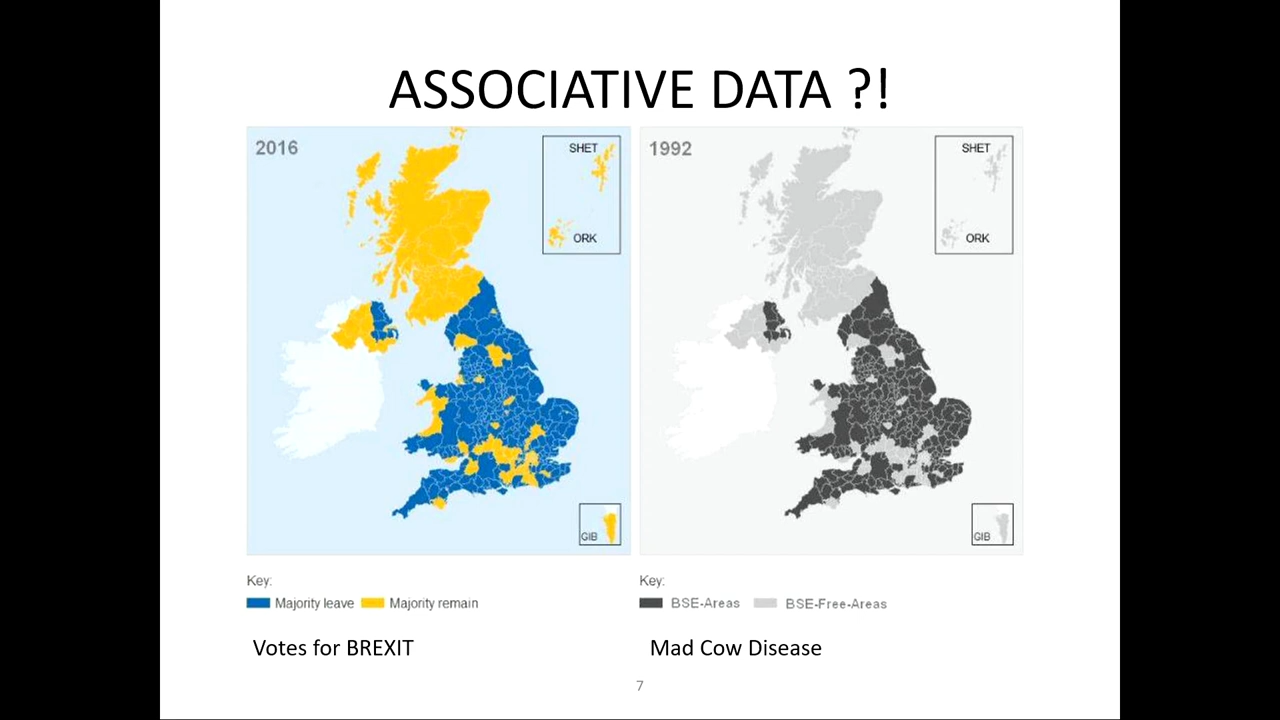 ASSOCIATIVE DATA ?!
2016
SHET
ORK
GIB
Key:
Majority leave
Majority remain
Votes for BREXIT
1992
SHET
ORK
GIB
Key:
BSE-Areas
BSE-Free-Areas
Mad Cow Disease
7